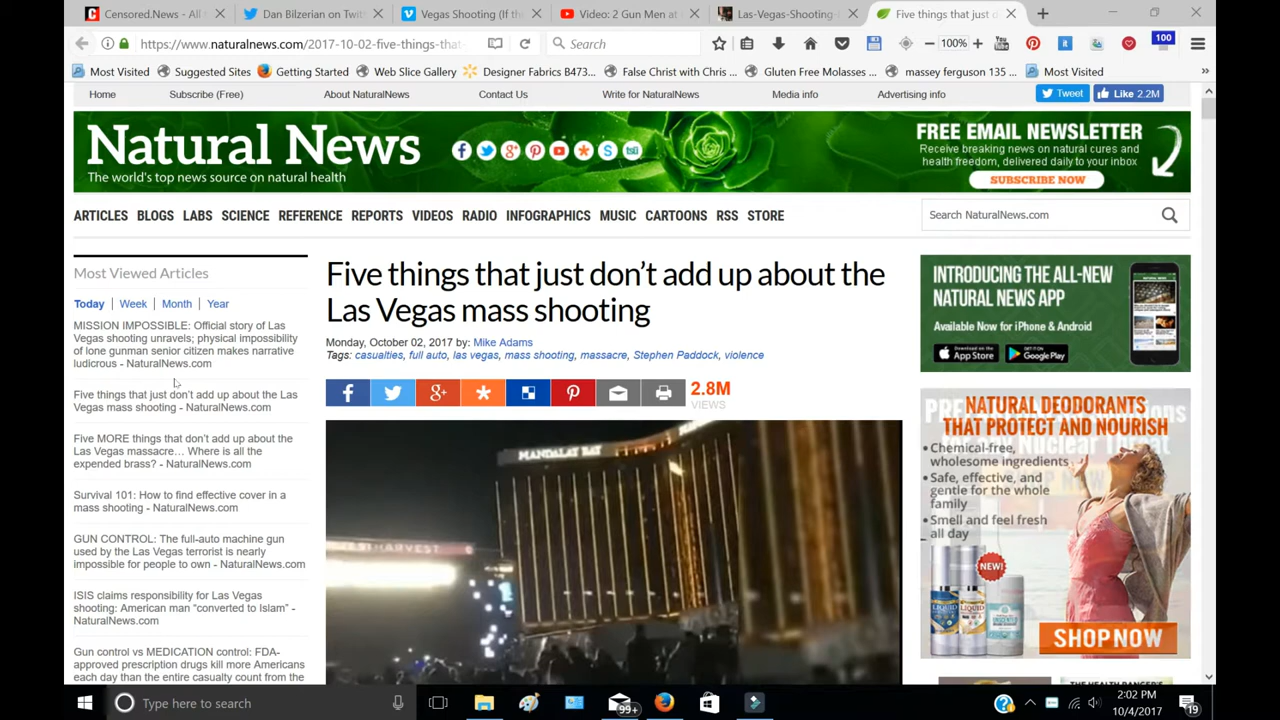 Censored.News - All
Dan Bilzerian on Twitt
Vegas Shooting (If th
Video: 2 Gun Men at
Las-Vegas-Shooting-
Five things that just d
https://www.naturalnews.com/2017-10-02-five-things-that-
Search
100%
You
100
Most Visited
Suggested Sites
Getting Started
Web Slice Gallery
Designer Fabrics B473...
False Christ with Chris ...
Gluten Free Molasses ...
massey ferguson 135 ...
Most Visited
Home
Subscribe (Free)
About NaturalNews
Contact Us
Write for NaturalNews
Media info
Advertising info
Tweet
Like 2.2M
Natural News
The world's top news source on natural health
FREE EMAIL NEWSLETTER
Receive breaking news on natural cures and
health freedom, delivered daily to your inbox
SUBSCRIBE NOW
ARTICLES
BLOGS
LABS
SCIENCE
REFERENCE
REPORTS
VIDEOS
RADIO
INFOGRAPHICS
MUSIC
CARTOONS
RSS
STORE
Search NaturalNews.com
Most Viewed Articles
Today | Week | Month | Year
MISSION IMPOSSIBLE: Official story of Las
Vegas shooting unravels; physical impossibility
of lone gunman senior citizen makes narrative
ludicrous - NaturalNews.com
Five things that just don't add up about the Las
Vegas mass shooting - NaturalNews.com
Five MORE things that don't add up about the
Las Vegas massacre… Where is all the
expended brass? - NaturalNews.com
Survival 101: How to find effective cover in a
mass shooting - NaturalNews.com
GUN CONTROL: The full-auto machine gun
used by the Las Vegas terrorist is nearly
impossible for people to own - NaturalNews.com
ISIS claims responsibility for Las Vegas
shooting: American man "converted to Islam" -
NaturalNews.com
Gun control vs MEDICATION control: FDA-
approved prescription drugs kill more Americans
each day than the entire casualty count from the
Five things that just don't add up about the
Las Vegas mass shooting
Monday, October 02, 2017 by: Mike Adams
Tags: casualties, full auto, las vegas, mass shooting, massacre, Stephen Paddock, violence
2.8M
VIEWS
MANDALAY BAY
INTRODUCING THE ALL-NEW
NATURAL NEWS APP
Available Now for iPhone & Android
App Store
Google Play
NATURAL DEODORANTS
THAT PROTECT AND NOURISH
•Chemical-free,
wholesome ingredients
•Safe, effective, and
gentle for the whole
family
•Smell and feel fresh
all day
NEW!
LIQUID
LIQUID
SHOP NOW
THE HEALTH RANGER'S
Type here to search
99+
2:02 PM
10/4/2017
19